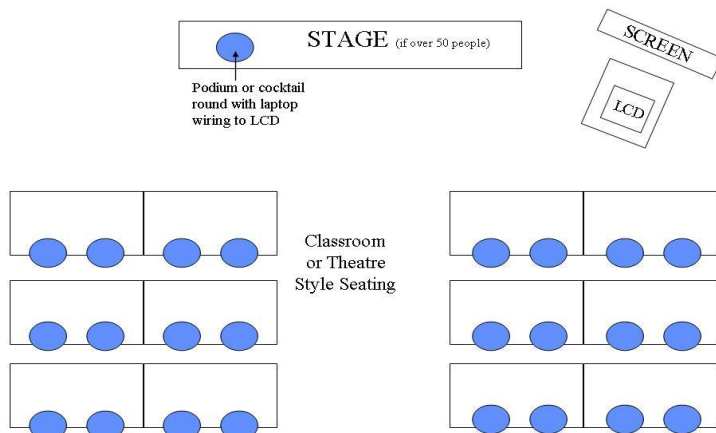 STAGE (if over 50 people)
SCREEN
LCD
Podium or cocktail
round with laptop
wiring to LCD
Classroom
or Theatre
Style Seating